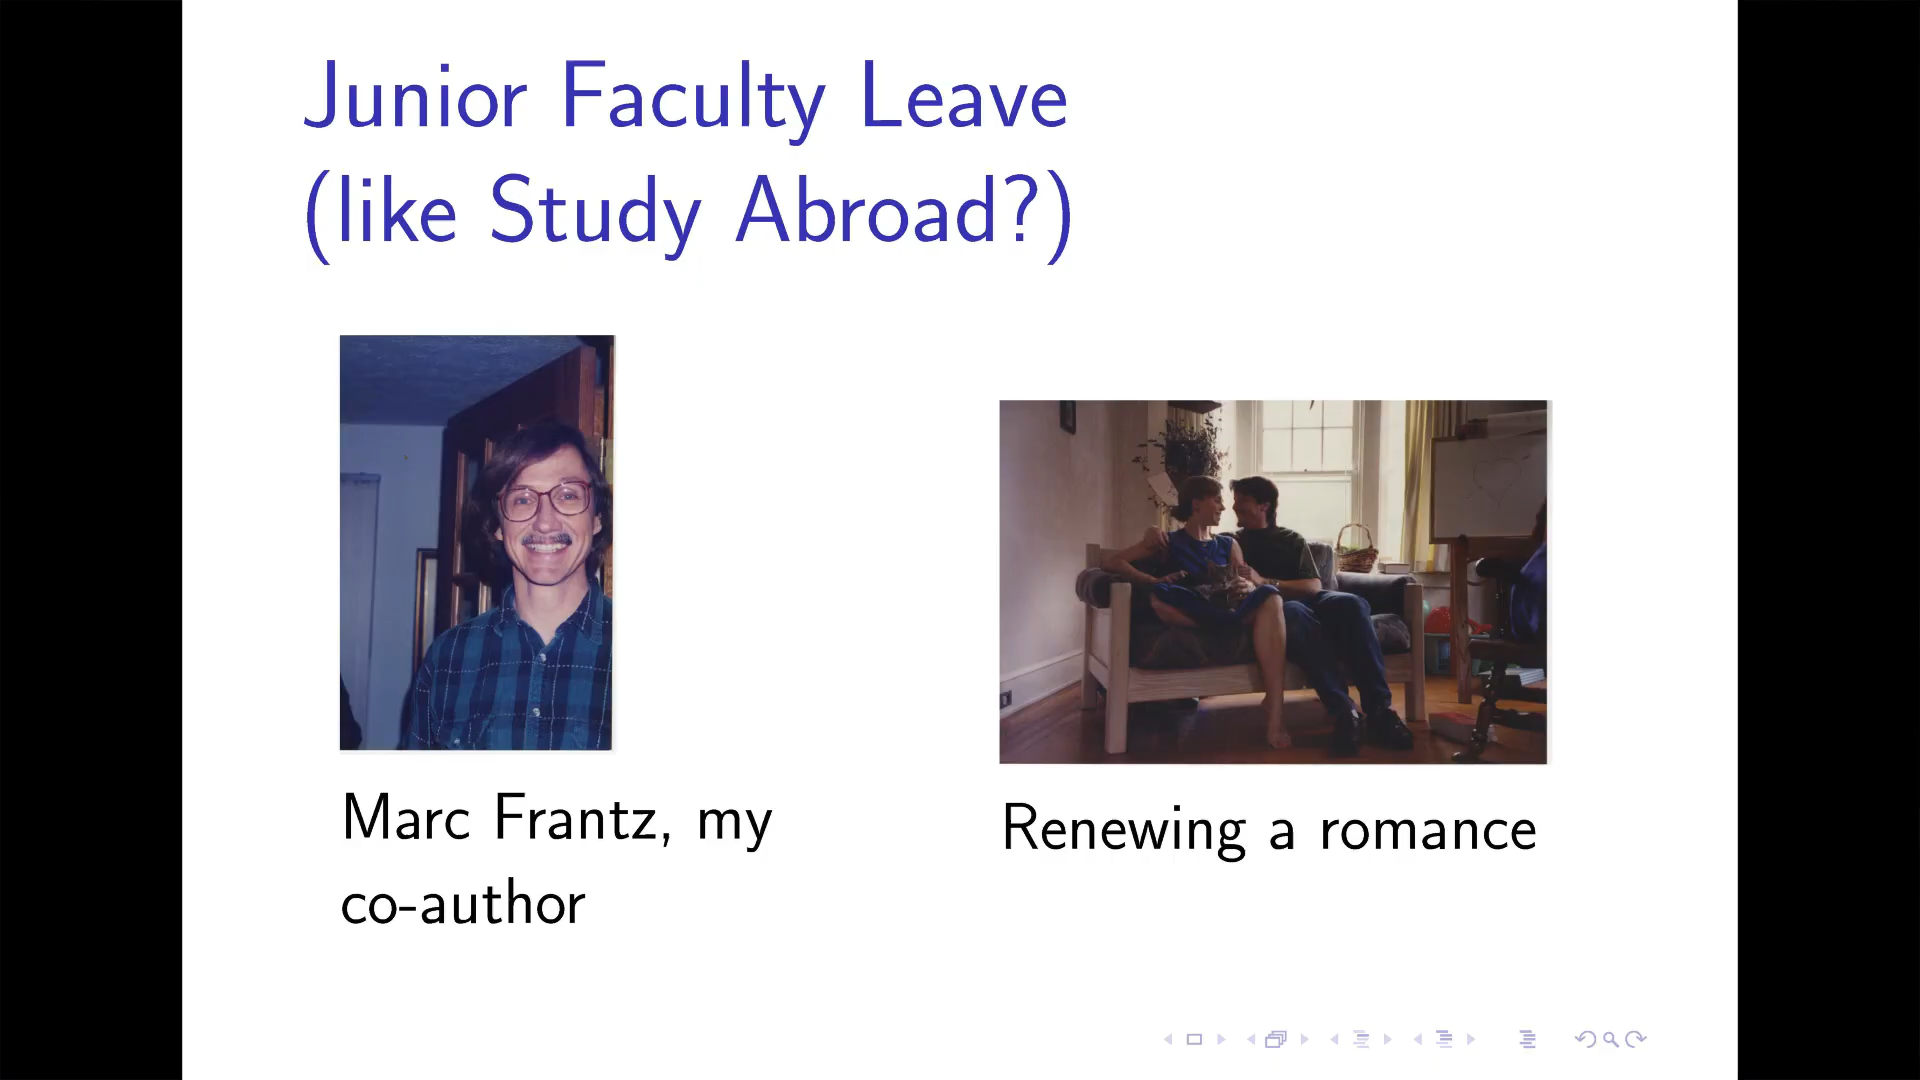 Junior Faculty Leave
(like Study Abroad?)
Marc Frantz, my
co-author
Renewing a romance